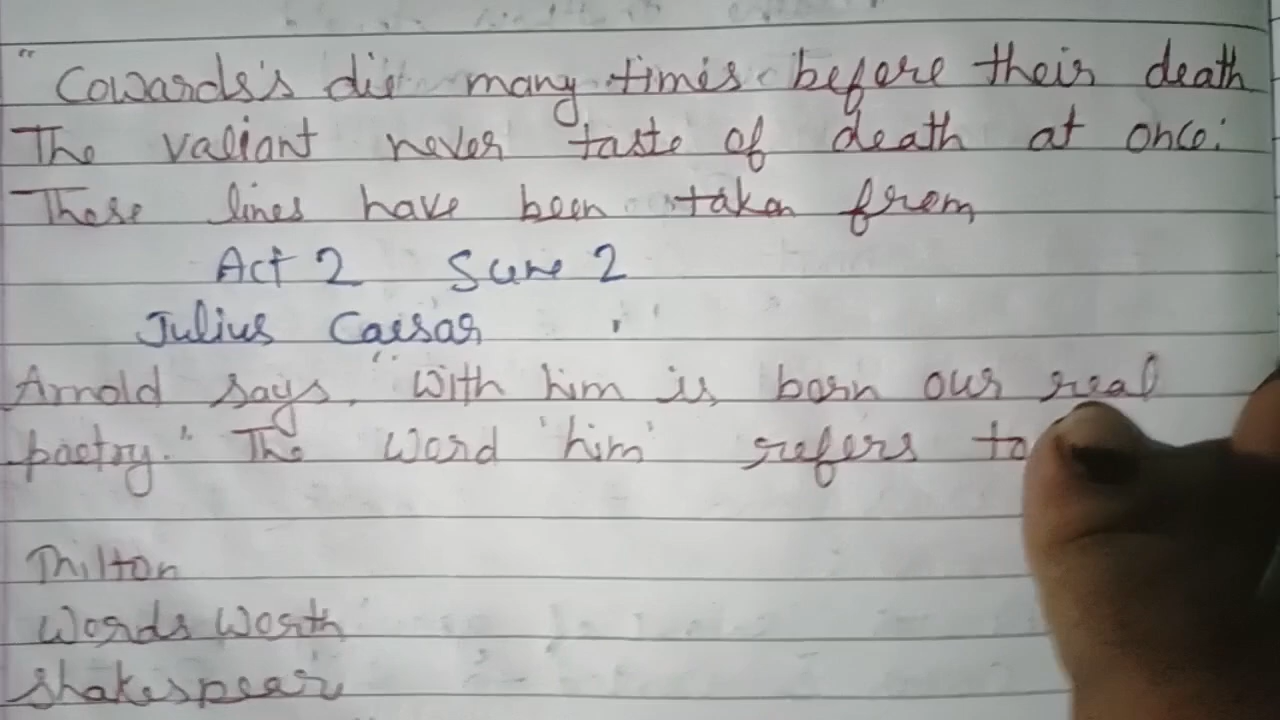 "Cowards's die many times before their death
The valiant never taste of death at once.
These lines have been taken from
Act 2 Scene 2
Julius Caesar
Arnold says, "With him is born our real
poetry." The word 'him' refers to
Milton
Words Worth
Shakespear